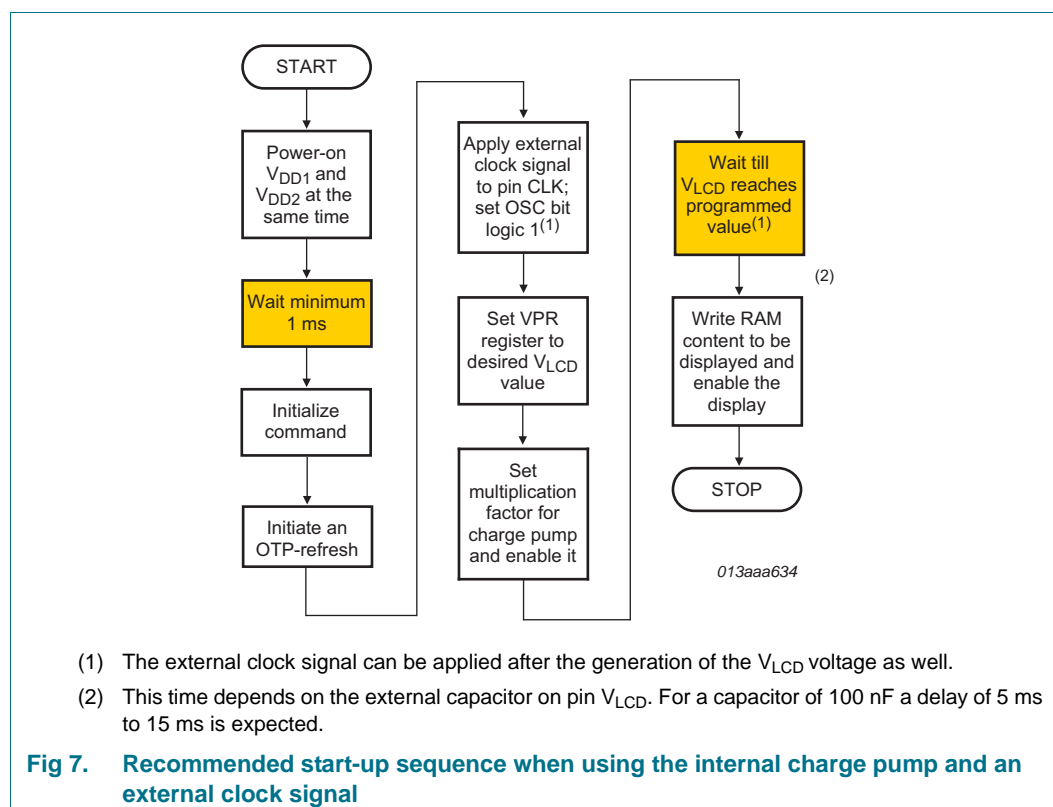 START
Power-on
VDD1 and
VDD2 at the
same time
Wait minimum
1 ms
Initialize
command
Initiate an
OTP-refresh
Apply external
clock signal
to pin CLK;
set OSC bit
logic 1(1)
Set VPR
register to
desired VLCD
value
Set
multiplication
factor for
charge pump
and enable it
Wait till
VLCD reaches
programmed
value(1)
(2)
Write RAM
content to be
displayed and
enable the
display
STOP
013aaa634
(1) The external clock signal can be applied after the generation of the VLCD voltage as well.
(2) This time depends on the external capacitor on pin VLCD. For a capacitor of 100 nF a delay of 5 ms
to 15 ms is expected.
Fig 7. Recommended start-up sequence when using the internal charge pump and an
external clock signal